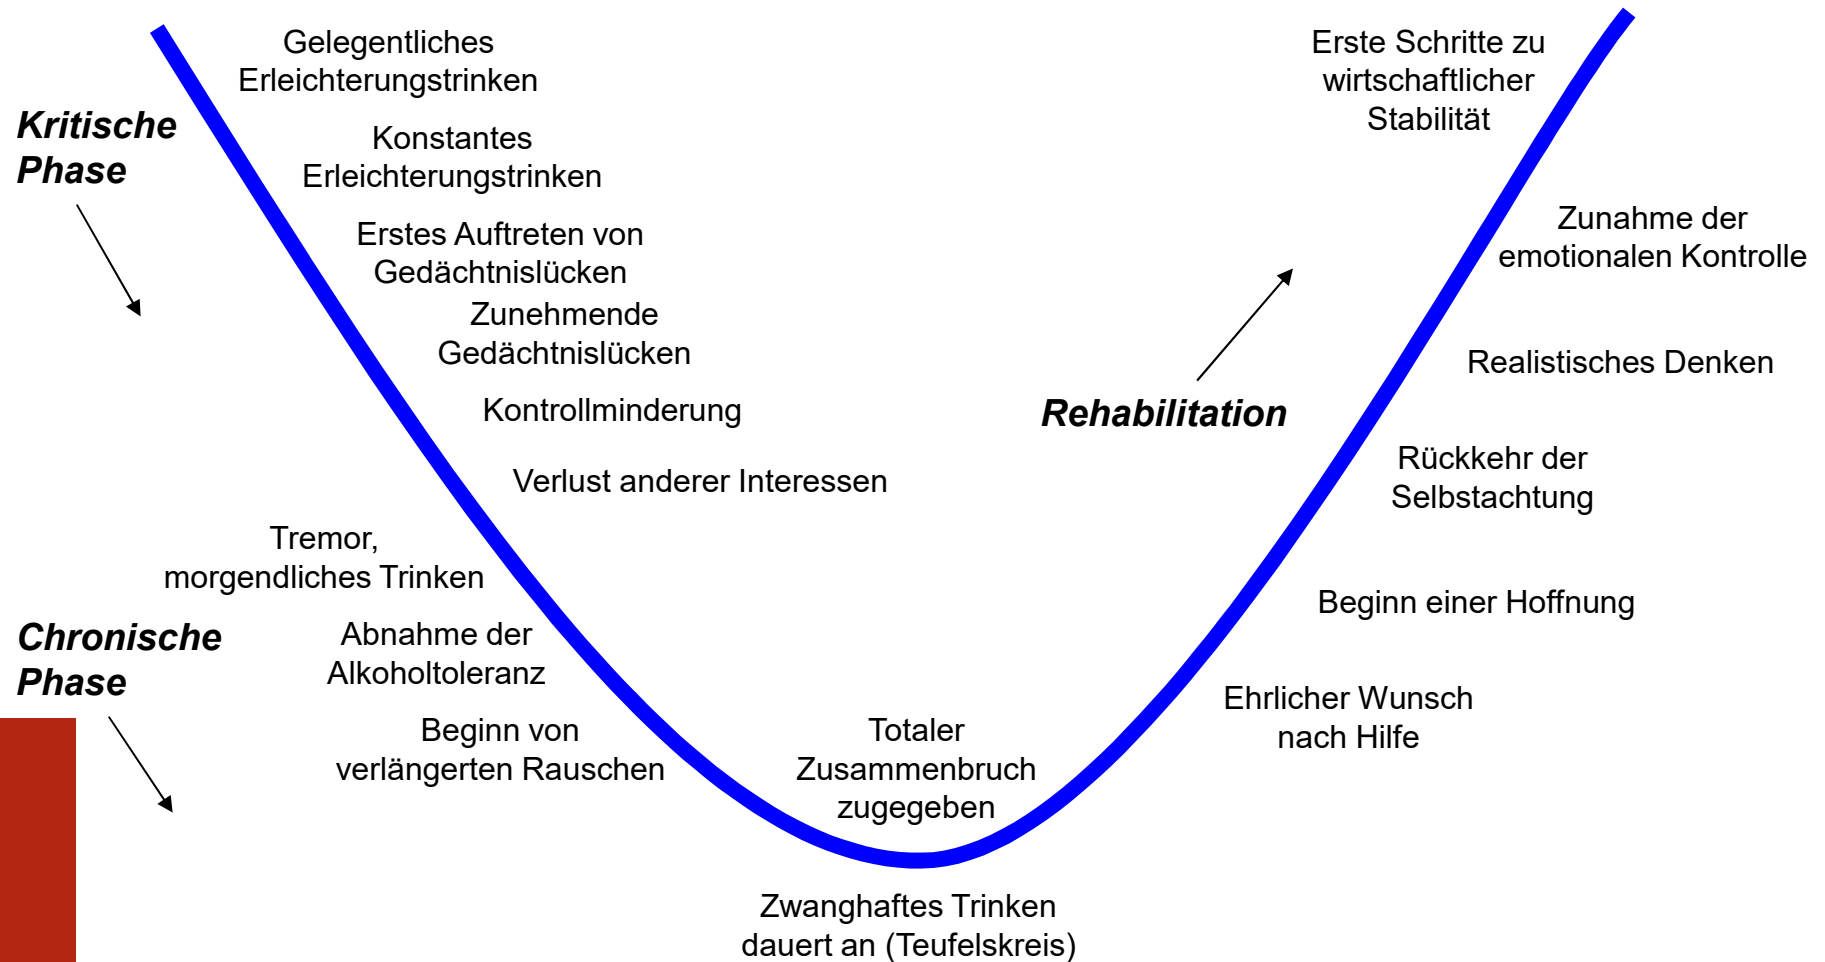 Gelegentliches
Erleichterungstrinken
Kritische
Phase
Konstantes
Erleichterungstrinken
Erstes Auftreten von
Gedächtnislücken
Zunehmende
Gedächtnislücken
Kontrollminderung
Verlust anderer Interessen
Tremor,
morgendliches Trinken
Chronische
Phase
Abnahme der
Alkoholtoleranz
Beginn von
verlängerten Rauschen
Totaler
Zusammenbruch
zugegeben
Zwanghaftes Trinken
dauert an (Teufelskreis)
Erste Schritte zu
wirtschaftlicher
Stabilität
Zunahme der
emotionalen Kontrolle
Realistisches Denken
Rehabilitation
Rückkehr der
Selbstachtung
Beginn einer Hoffnung
Ehrlicher Wunsch
nach Hilfe